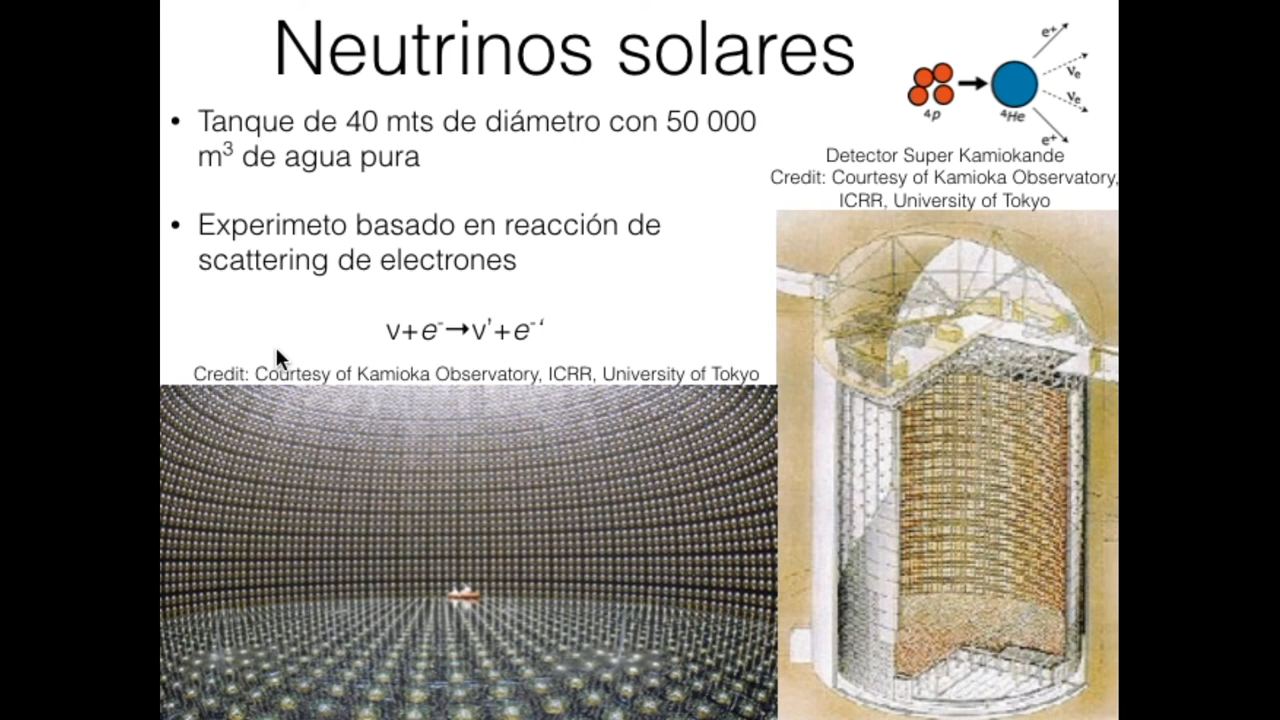 Neutrinos solares
• Tanque de 40 mts de diámetro con 50 000
m³ de agua pura
• Experimeto basado en reacción de
scattering de electrones
ν+e⁻→ν'+e⁻‘
Credit: Courtesy of Kamioka Observatory, ICRR, University of Tokyo
e⁺
νₑ
νₑ
e⁺
4p
⁴He
Detector Super Kamiokande
Credit: Courtesy of Kamioka Observatory,
ICRR, University of Tokyo